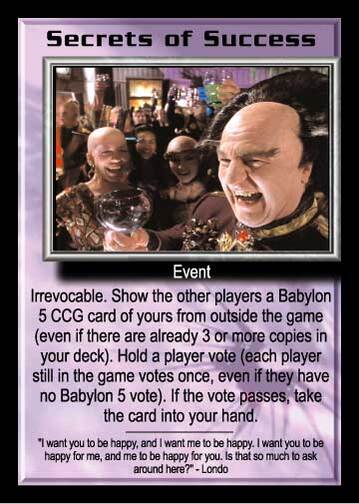 Secrets of Success
Event
Irrevocable. Show the other players a Babylon
5 CCG card of yours from outside the game
(even if there are already 3 or more copies in
your deck). Hold a player vote (each player
still in the game votes once, even if they have
no Babylon 5 vote). If the vote passes, take
the card into your hand.
"I want you to be happy, and I want me to be happy. I want you to be
happy for me, and me to be happy for you. Is that so much to ask
around here?" - Londo